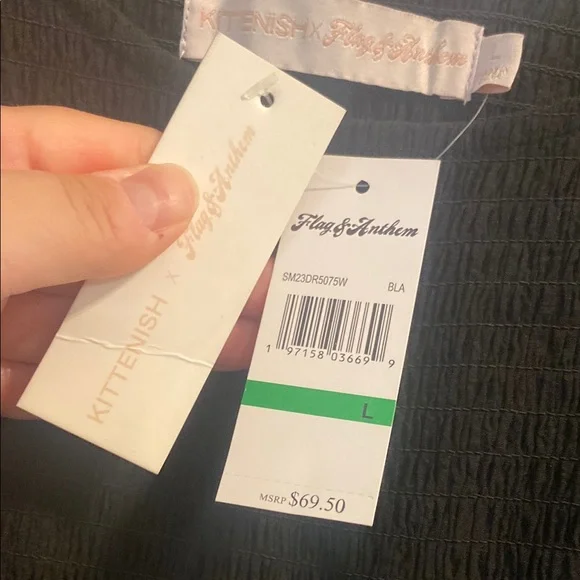 KITTENISH X Flag & Anthem
L
KITTENISH X Flag & Anthem
Flag & Anthem
SM23DR5075W BLA
1 97158 03669 9
L
MSRP $69.50